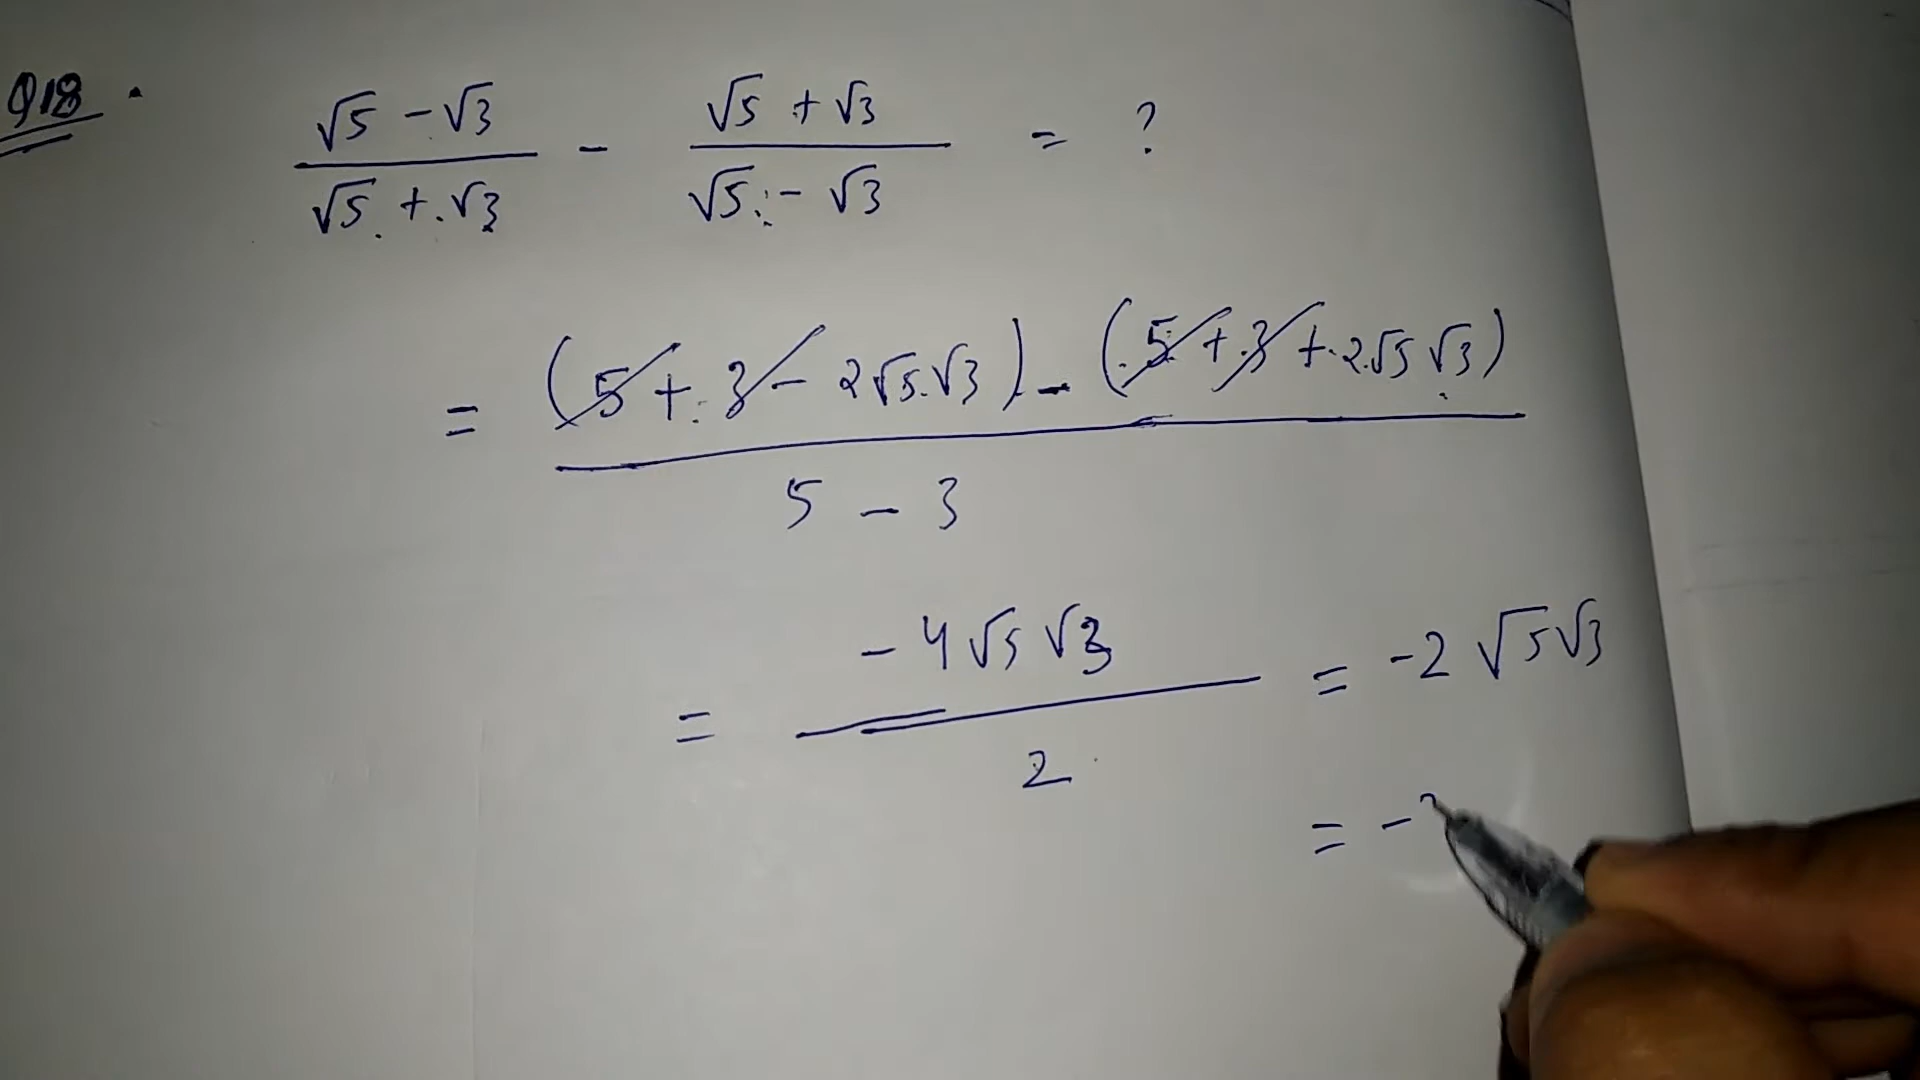 Q18. (√5 - √3)/(√5 + √3) - (√5 + √3)/(√5 - √3) = ?
= ((5 + 3 - 2√5.√3) - (5 + 3 + 2√5 √3))/(5 - 3)
= (-4√5 √3)/2 = -2 √5√3
= -